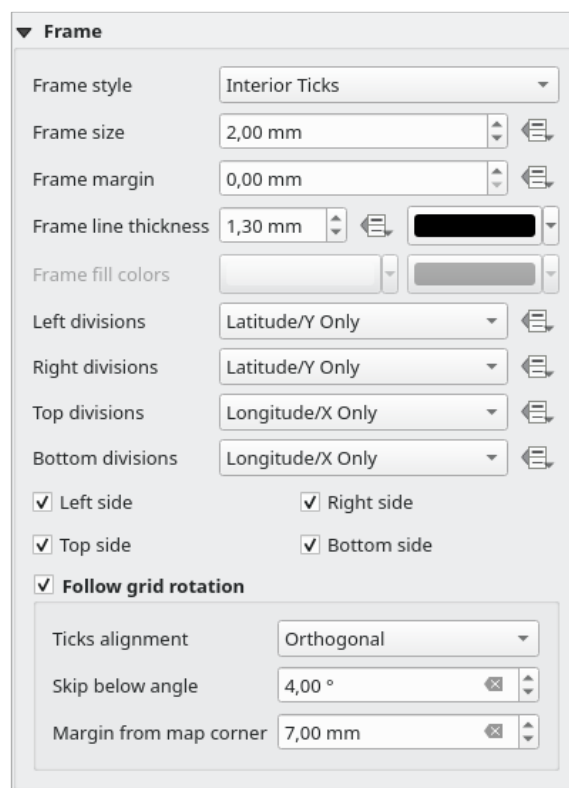 Frame
Frame style Interior Ticks
Frame size 2,00 mm
Frame margin 0,00 mm
Frame line thickness 1,30 mm
Frame fill colors
Left divisions Latitude/Y Only
Right divisions Latitude/Y Only
Top divisions Longitude/X Only
Bottom divisions Longitude/X Only
Left side Right side
Top side Bottom side
Follow grid rotation
Ticks alignment Orthogonal
Skip below angle 4,00 °
Margin from map corner 7,00 mm